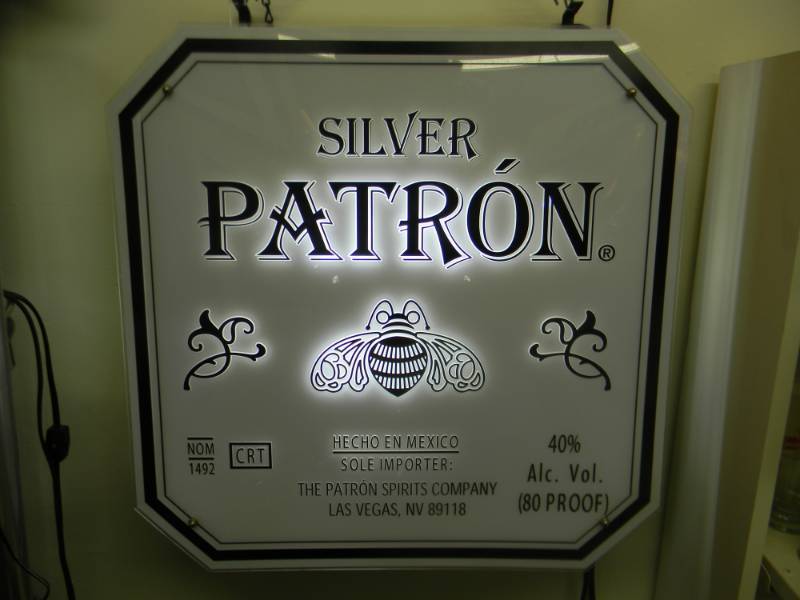 SILVER
PATRÓN®
NOM
1492
CRT
HECHO EN MEXICO
SOLE IMPORTER:
THE PATRÓN SPIRITS COMPANY
LAS VEGAS, NV 89118
40%
Alc. Vol.
(80 PROOF)